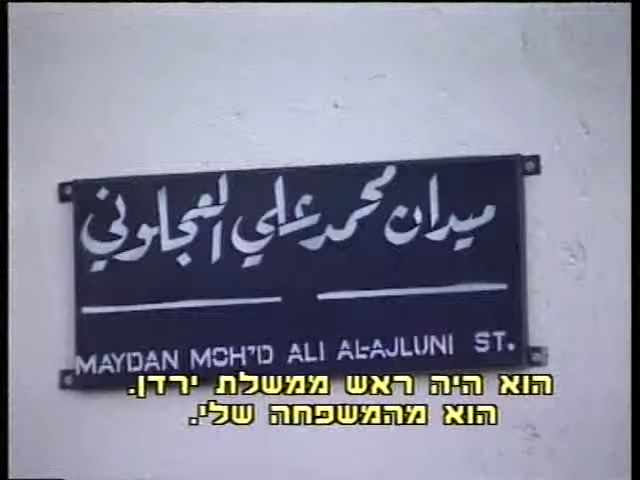 ميدان محمد علي العجلوني
MAYDAN MOH'D ALI AL-AJLUNI ST.
הוא היה ראש ממשלת ירדן.
הוא מהמשפחה שלי.